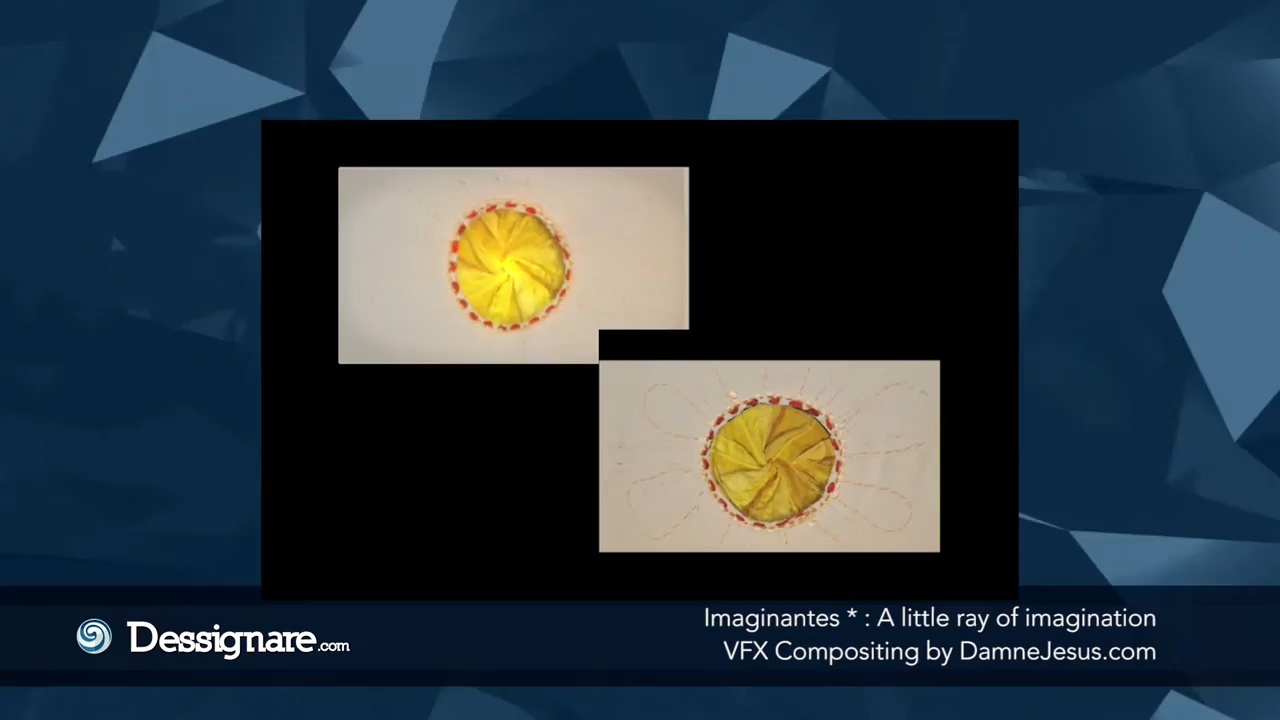 Dessignare.com
Imaginantes * : A little ray of imagination
VFX Compositing by DamneJesus.com